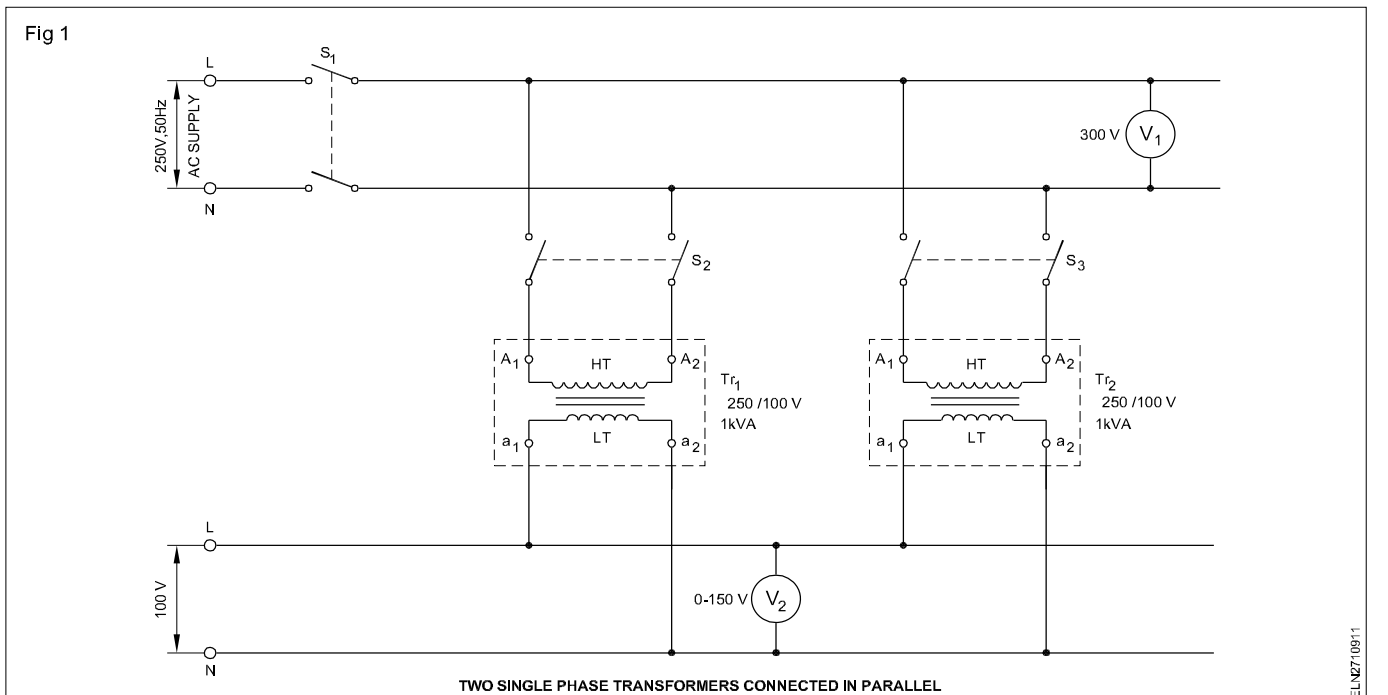 Fig 1
S1
L
250V,50Hz
AC SUPPLY
N
300 V
V1
S2
S3
A1
HT
A2
Tr1
250 /100 V
1kVA
a1
LT
a2
A1
HT
A2
Tr2
250 /100 V
1kVA
a1
LT
a2
L
100 V
N
0-150 V
V2
TWO SINGLE PHASE TRANSFORMERS CONNECTED IN PARALLEL
ELN2710911